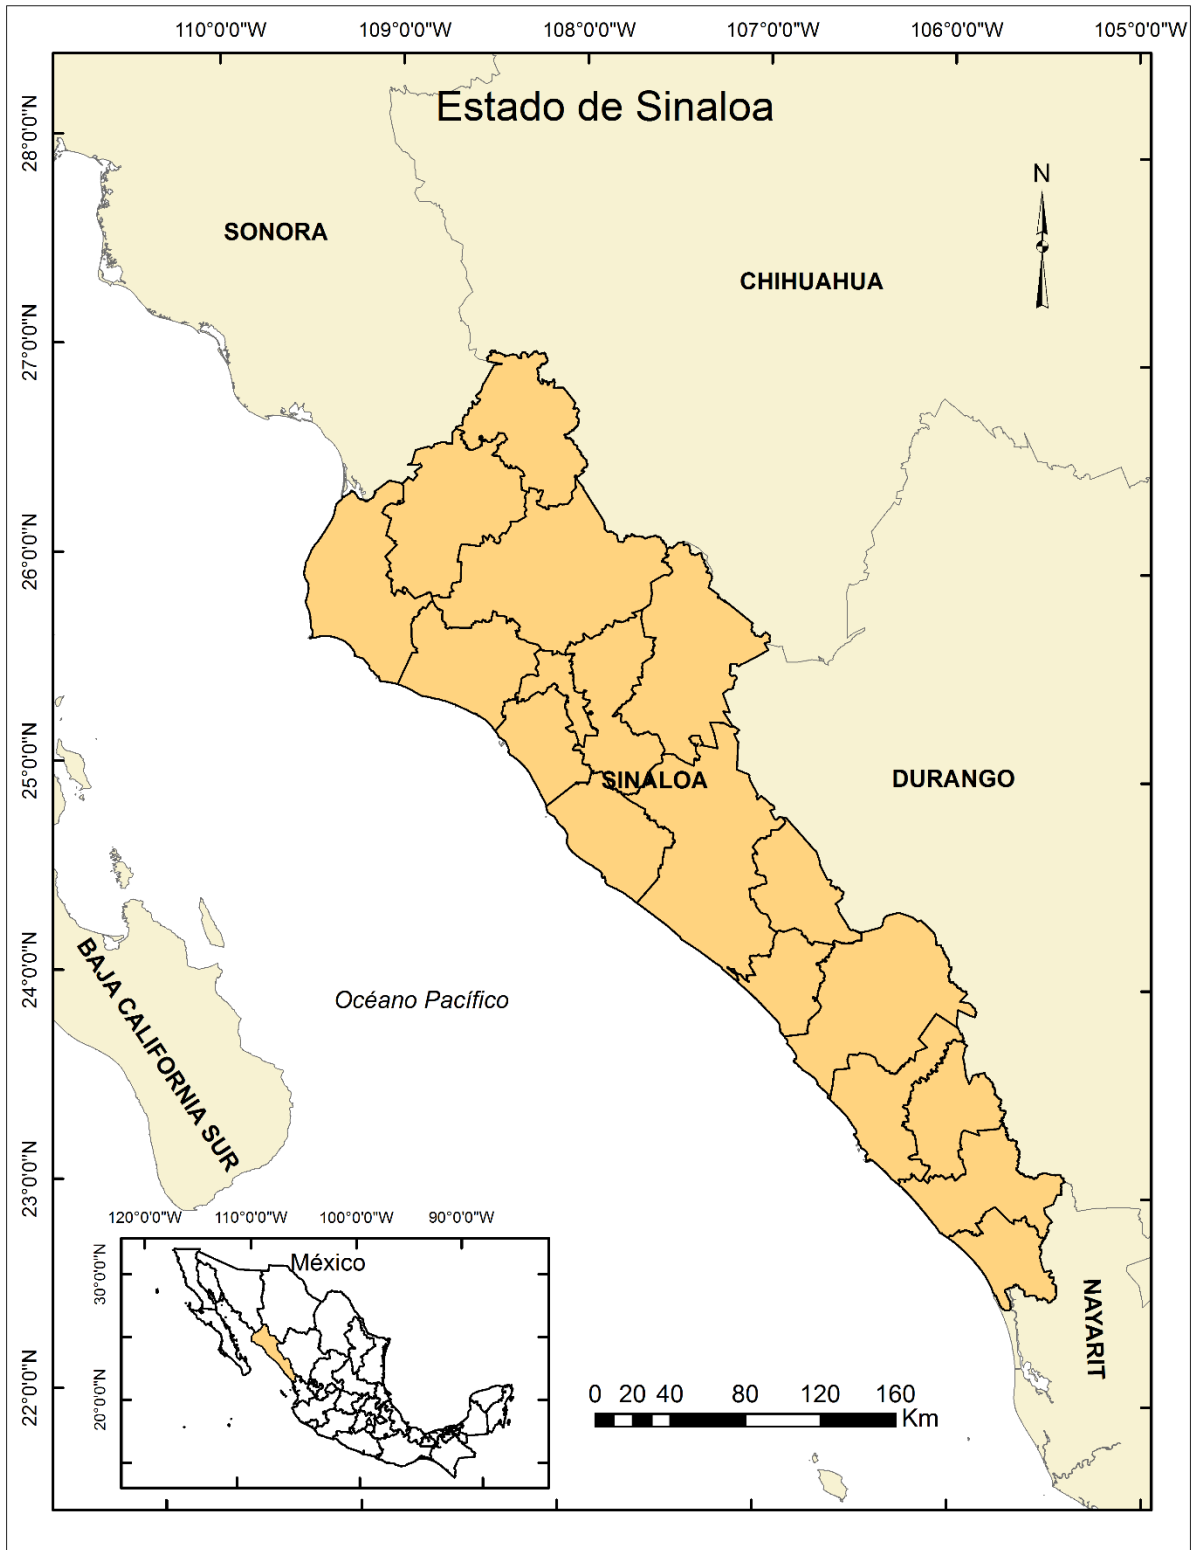 110°0'0"W 109°0'0"W 108°0'0"W 107°0'0"W 106°0'0"W 105°0'0"W
Estado de Sinaloa
28°0'0"N
N
SONORA
CHIHUAHUA
27°0'0"N
26°0'0"N
25°0'0"N
SINALOA
DURANGO
24°0'0"N
BAJA CALIFORNIA SUR
Océano Pacífico
23°0'0"N
120°0'0"W 110°0'0"W 100°0'0"W 90°0'0"W
México
30°0'0"N
NAYARIT
22°0'0"N
20°0'0"N
0 20 40 80 120 160
Km